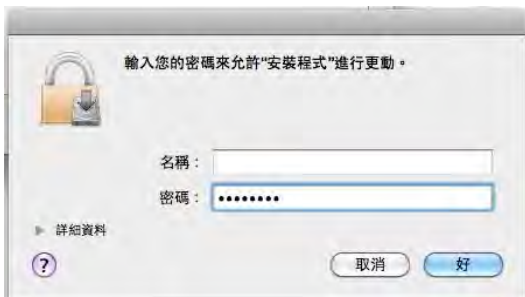 輸入您的密碼來允許“安裝程式”進行更動。
名稱：
密碼：••••••••
▶ 詳細資料
?
取消
好